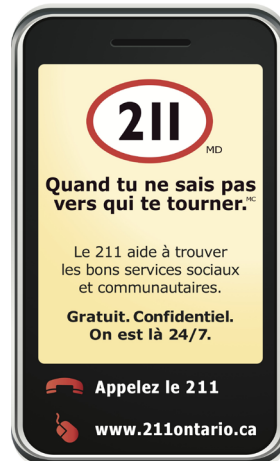 211
MD
Quand tu ne sais pas
vers qui te tourner.MC
Le 211 aide à trouver
les bons services sociaux
et communautaires.
Gratuit. Confidentiel.
On est là 24/7.
Appelez le 211
www.211ontario.ca